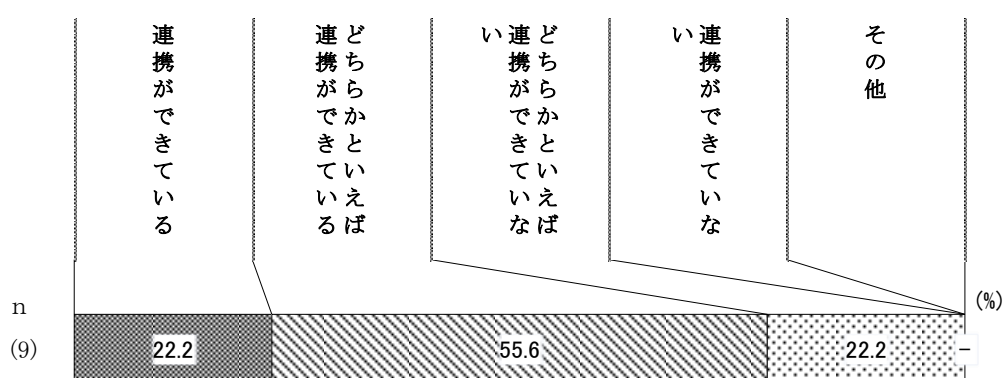 連携ができている
どちらかといえば
連携ができている
どちらかといえば
連携ができていな
い
連携ができていな
い
その他
(%)
n
(9)
22.2
55.6
22.2
-